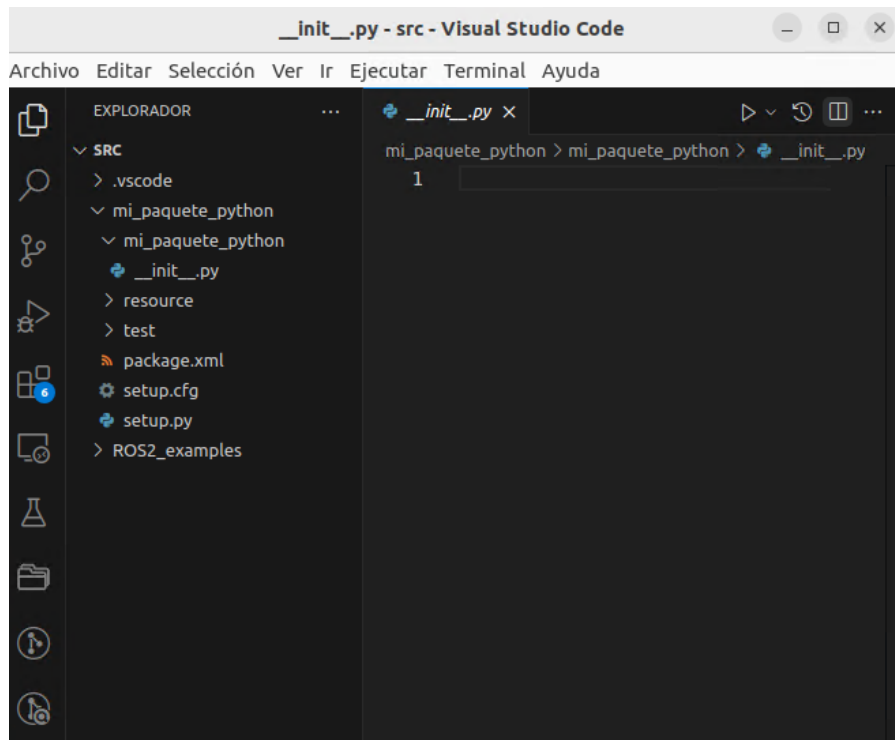 __init__.py - src - Visual Studio Code
Archivo Editar Selección Ver Ir Ejecutar Terminal Ayuda
EXPLORADOR
SRC
.vscode
mi_paquete_python
mi_paquete_python
__init__.py
resource
test
package.xml
setup.cfg
setup.py
ROS2_examples
6
__init__.py
mi_paquete_python > mi_paquete_python > __init__.py
1